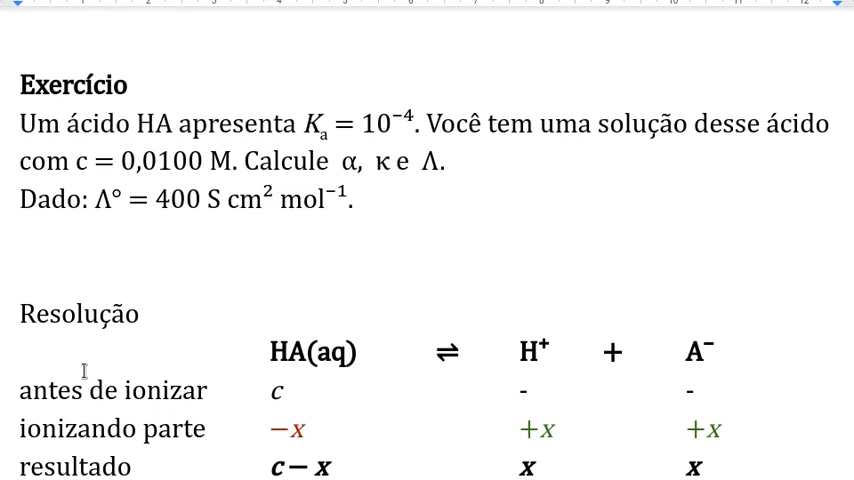 Exercício
Um ácido HA apresenta Kₐ = 10⁻⁴. Você tem uma solução desse ácido
com c = 0,0100 M. Calcule α, κ e Λ.
Dado: Λ° = 400 S cm² mol⁻¹.
Resolução
HA(aq) ⇌ H⁺ + A⁻
antes de ionizar c - -
ionizando parte −x +x +x
resultado c − x x x